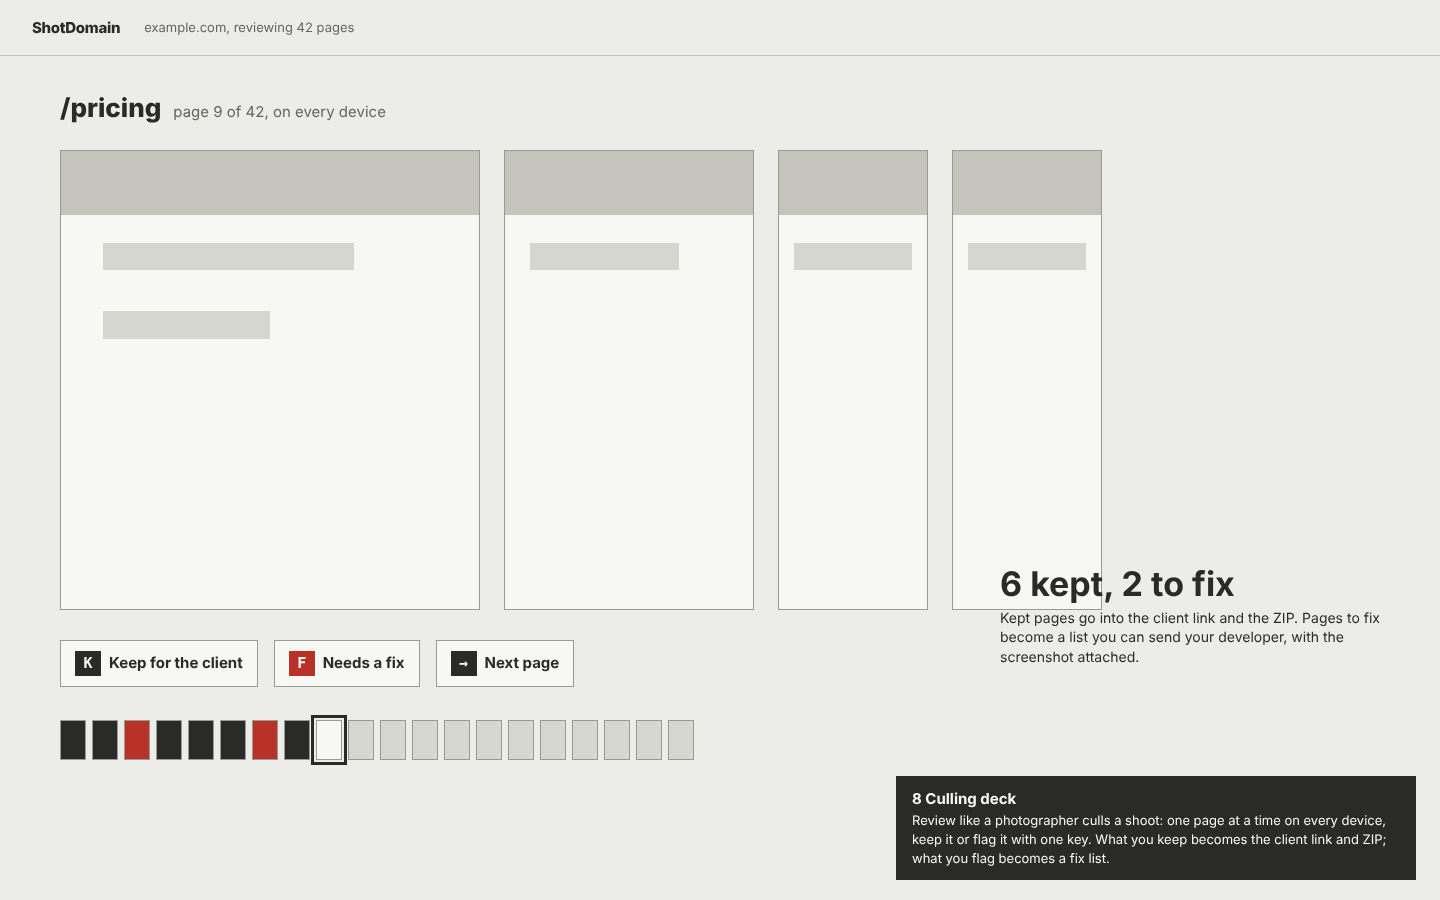 ShotDomain example.com, reviewing 42 pages
/pricing page 9 of 42, on every device
6 kept, 2 to fix
Kept pages go into the client link and the ZIP. Pages to fix
become a list you can send your developer, with the
screenshot attached.
K Keep for the client F Needs a fix → Next page
8 Culling deck
Review like a photographer culls a shoot: one page at a time on every device,
keep it or flag it with one key. What you keep becomes the client link and ZIP;
what you flag becomes a fix list.